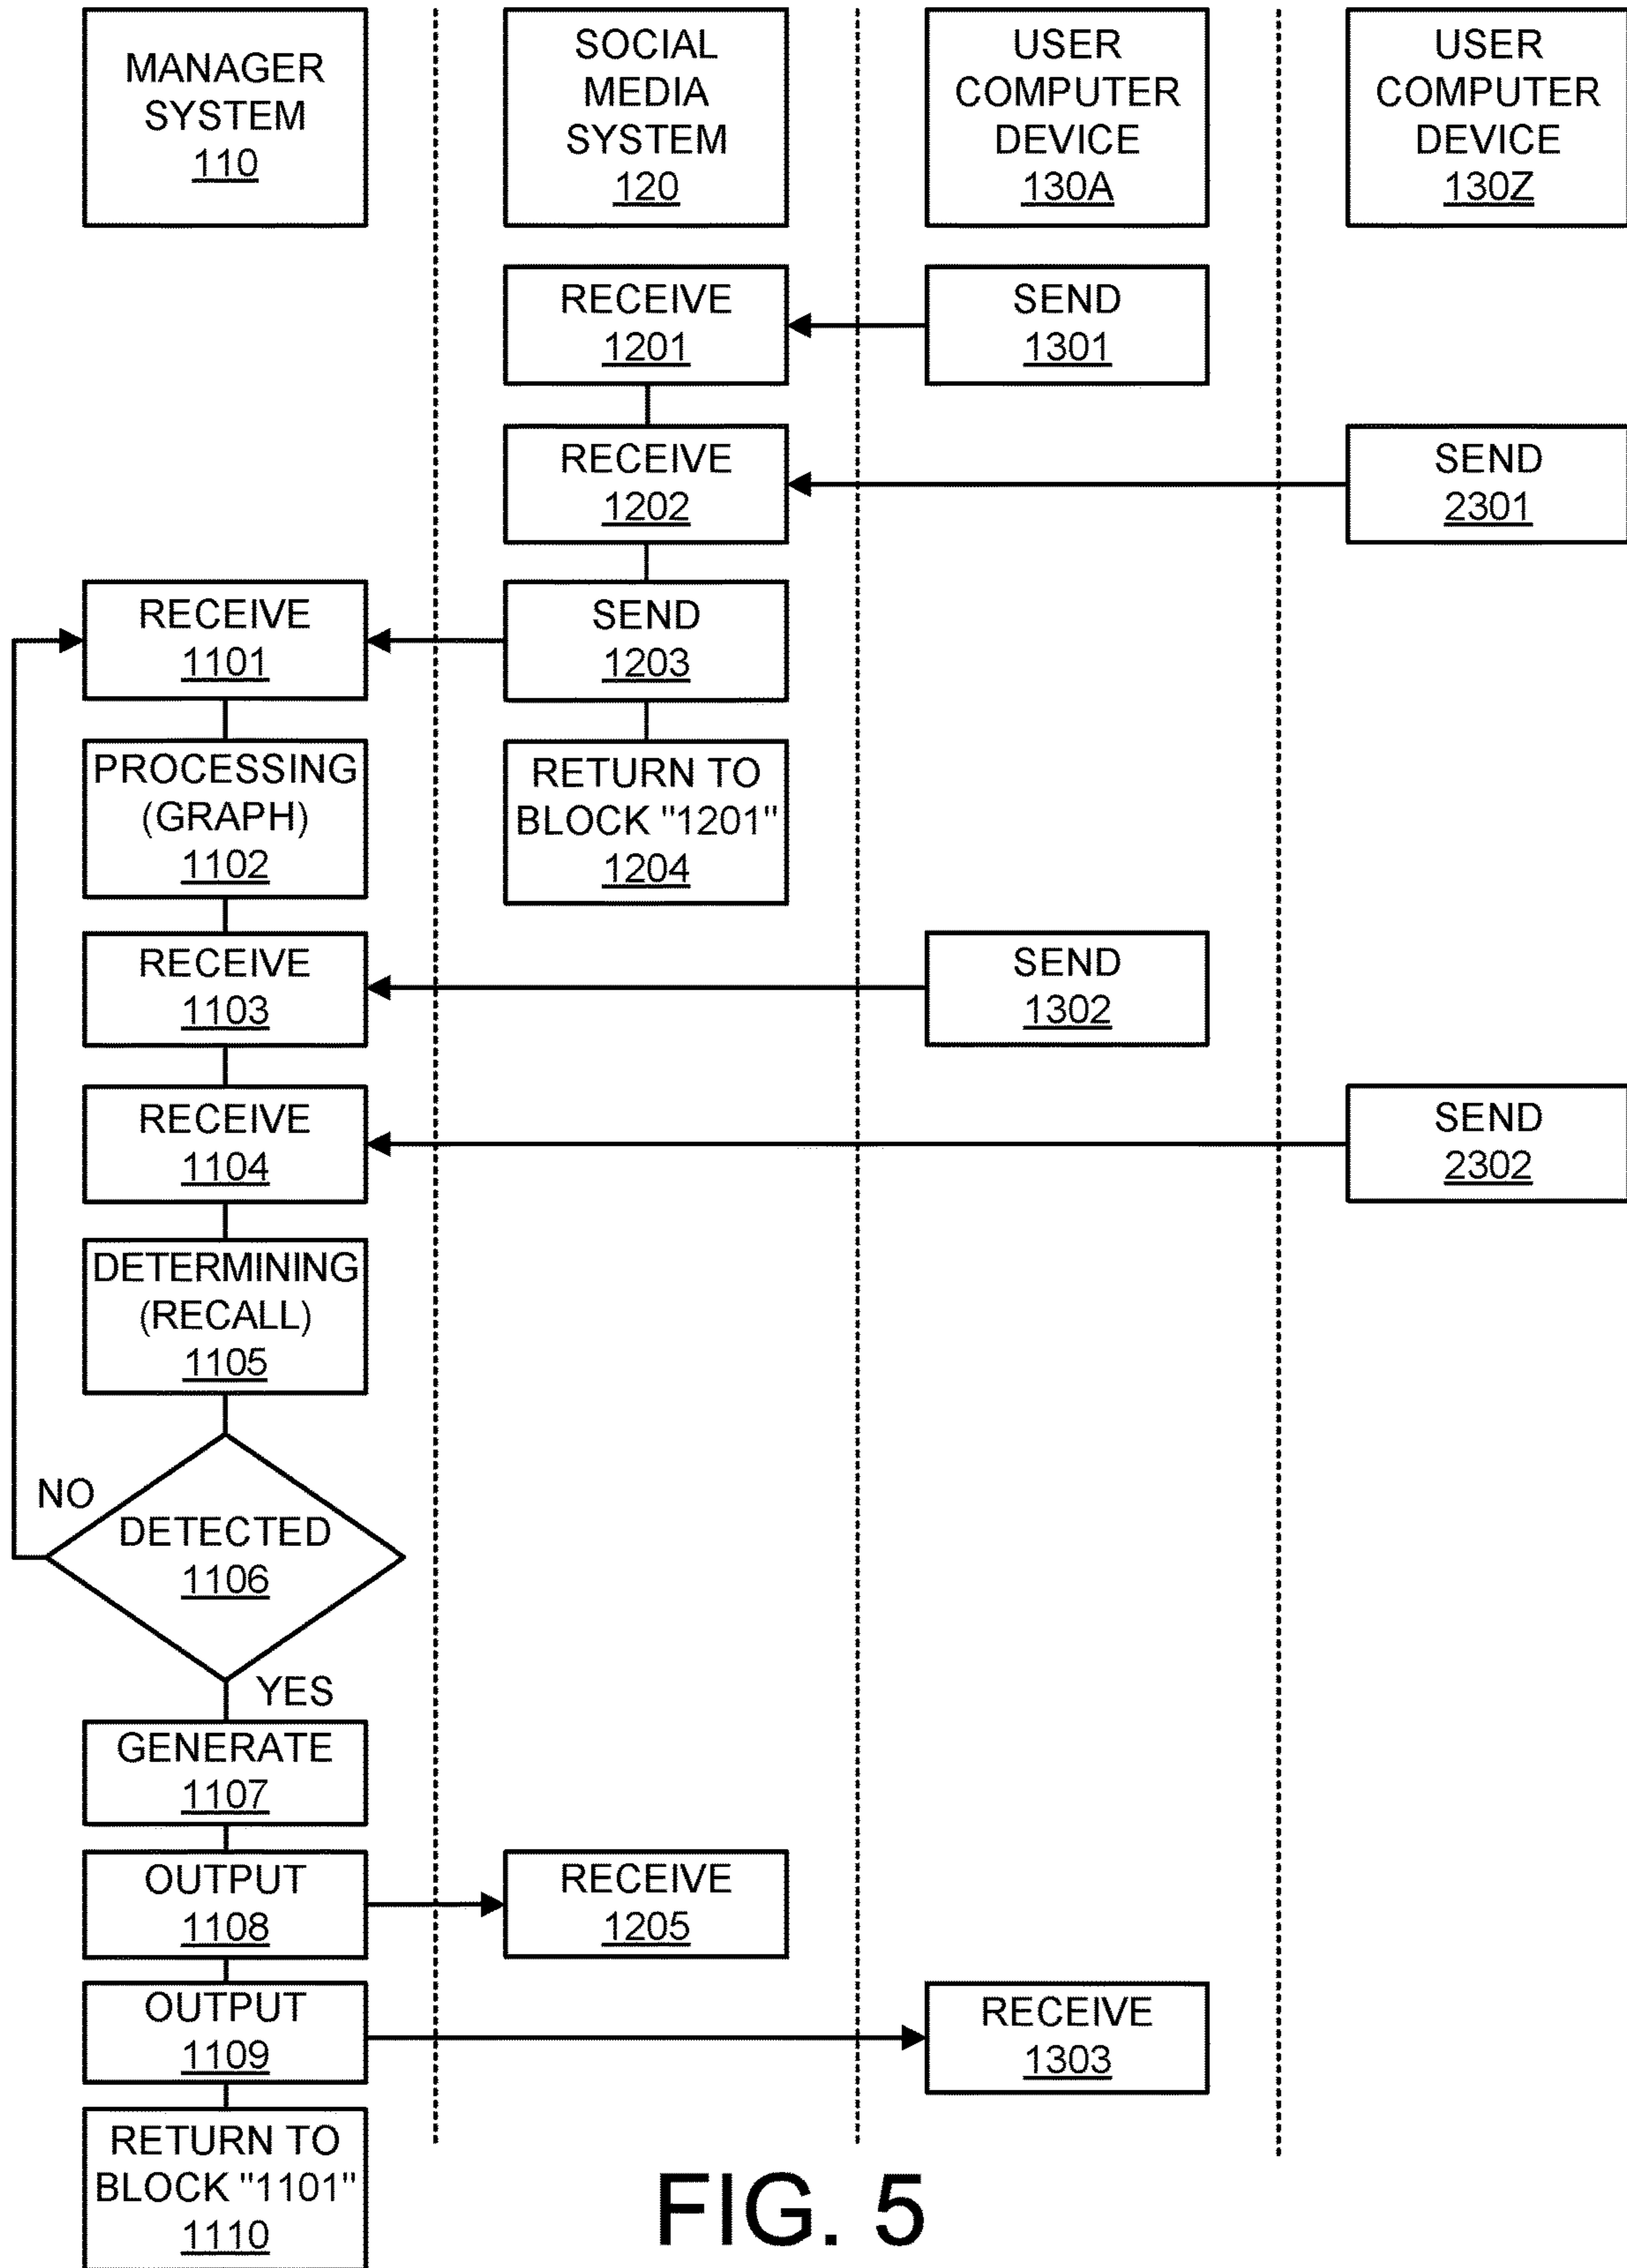 MANAGER
SYSTEM
110
SOCIAL
MEDIA
SYSTEM
120
USER
COMPUTER
DEVICE
130A
USER
COMPUTER
DEVICE
130Z
RECEIVE
1201
SEND
1301
RECEIVE
1202
SEND
2301
RECEIVE
1101
SEND
1203
PROCESSING
(GRAPH)
1102
RETURN TO
BLOCK "1201"
1204
RECEIVE
1103
SEND
1302
RECEIVE
1104
SEND
2302
DETERMINING
(RECALL)
1105
NO
DETECTED
1106
YES
GENERATE
1107
OUTPUT
1108
RECEIVE
1205
OUTPUT
1109
RECEIVE
1303
RETURN TO
BLOCK "1101"
1110
FIG. 5